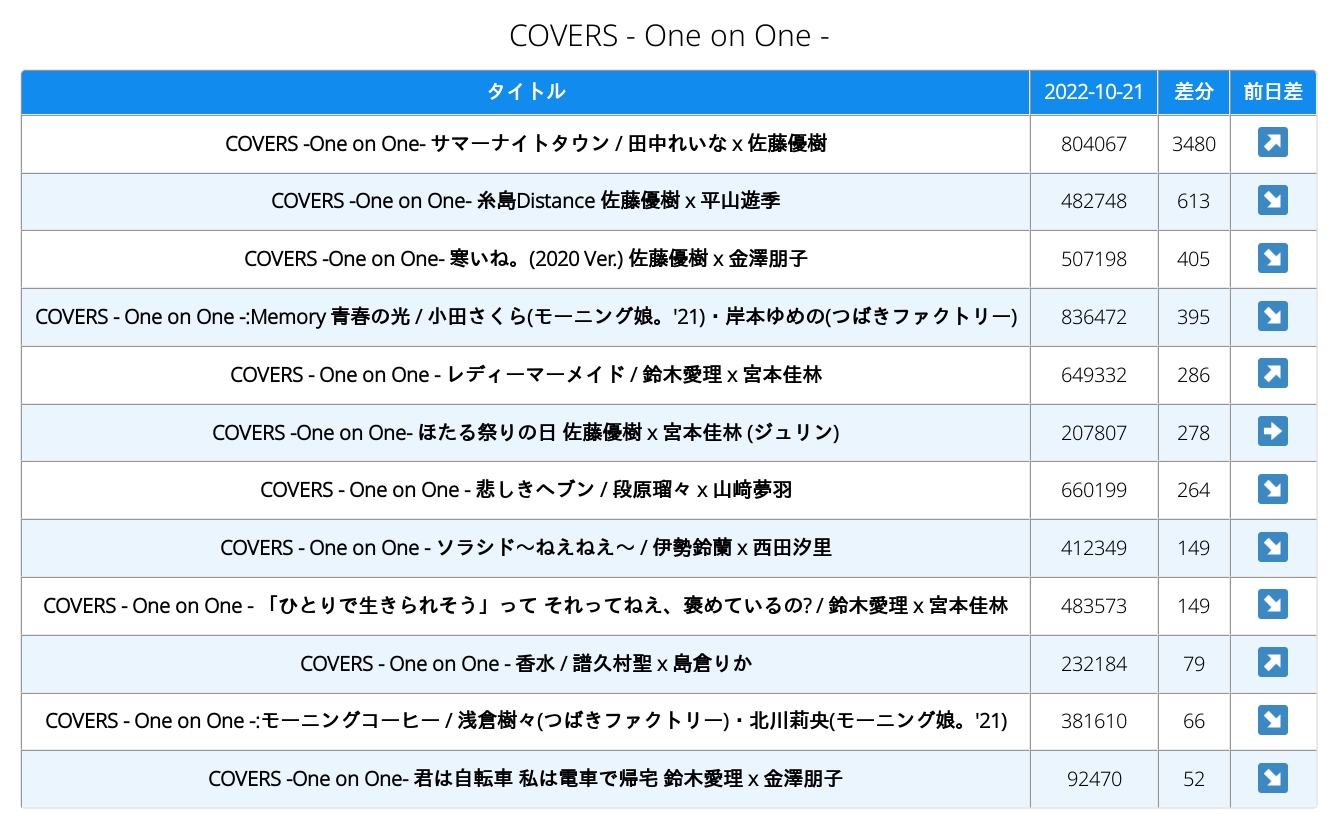 COVERS - One on One -
タイトル 2022-10-21 差分 前日差
COVERS -One on One- サマーナイトタウン / 田中れいな x 佐藤優樹 804067 3480 ↗
COVERS -One on One- 糸島Distance 佐藤優樹 x 平山遊季 482748 613 ↘
COVERS -One on One- 寒いね。(2020 Ver.) 佐藤優樹 x 金澤朋子 507198 405 ↘
COVERS - One on One -:Memory 青春の光 / 小田さくら(モーニング娘。'21)・岸本ゆめの(つばきファクトリー) 836472 395 ↘
COVERS - One on One - レディーマーメイド / 鈴木愛理 x 宮本佳林 649332 286 ↗
COVERS -One on One- ほたる祭りの日 佐藤優樹 x 宮本佳林 (ジュリン) 207807 278 ➡
COVERS - One on One - 悲しきヘブン / 段原瑠々 x 山﨑夢羽 660199 264 ↘
COVERS - One on One - ソラシド〜ねえねえ〜 / 伊勢鈴蘭 x 西田汐里 412349 149 ↘
COVERS - One on One - 「ひとりで生きられそう」って それってねえ、褒めているの? / 鈴木愛理 x 宮本佳林 483573 149 ↘
COVERS - One on One - 香水 / 譜久村聖 x 島倉りか 232184 79 ↗
COVERS - One on One -:モーニングコーヒー / 浅倉樹々(つばきファクトリー)・北川莉央(モーニング娘。'21) 381610 66 ↘
COVERS -One on One- 君は自転車 私は電車で帰宅 鈴木愛理 x 金澤朋子 92470 52 ↘